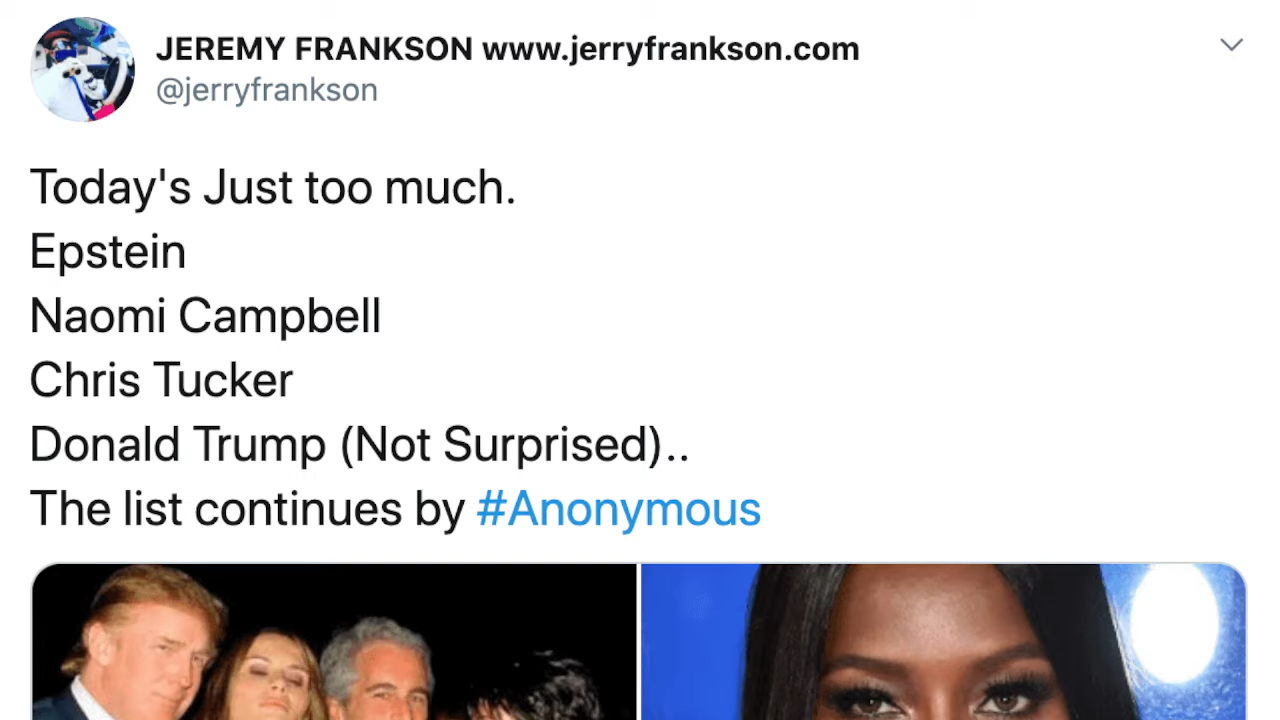 JEREMY FRANKSON www.jerryfrankson.com
@jerryfrankson
Today's Just too much.
Epstein
Naomi Campbell
Chris Tucker
Donald Trump (Not Surprised)..
The list continues by #Anonymous